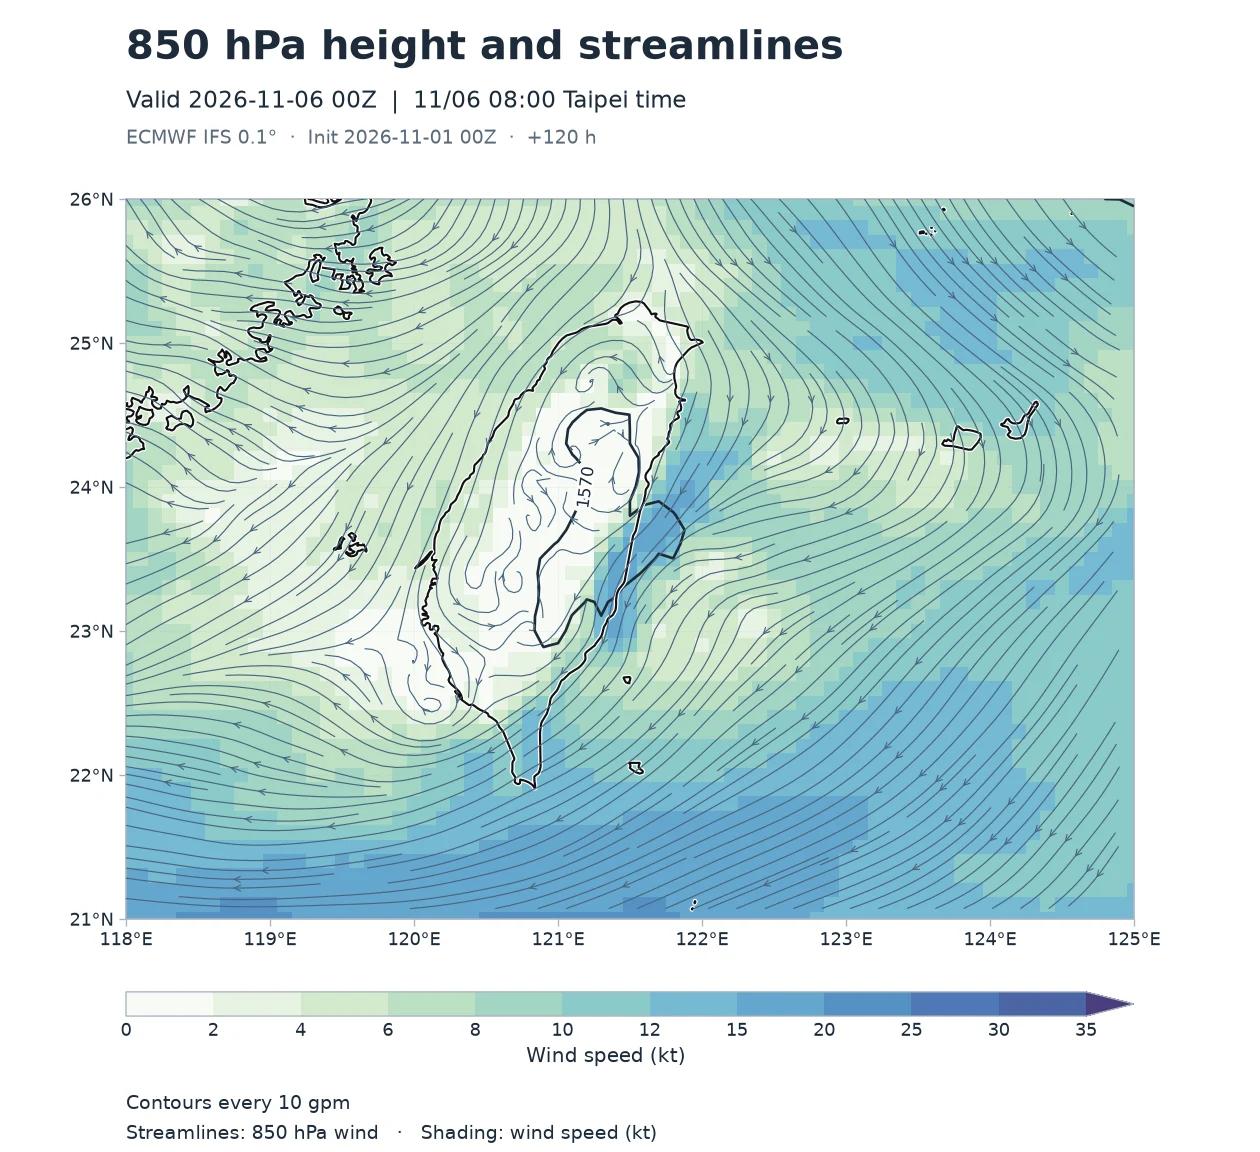 850 hPa height and streamlines
Valid 2026-11-06 00Z | 11/06 08:00 Taipei time
ECMWF IFS 0.1° · Init 2026-11-01 00Z · +120 h
26°N
25°N
24°N
23°N
22°N
21°N
1570
118°E 119°E 120°E 121°E 122°E 123°E 124°E 125°E
0 2 4 6 8 10 12 15 20 25 30 35
Wind speed (kt)
Contours every 10 gpm
Streamlines: 850 hPa wind · Shading: wind speed (kt)